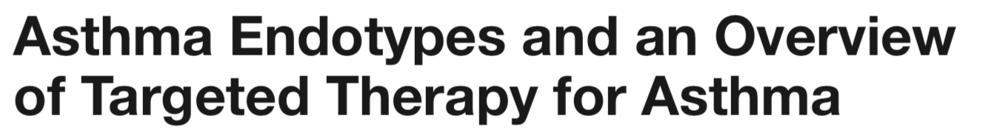 Asthma Endotypes and an Overview
of Targeted Therapy for Asthma